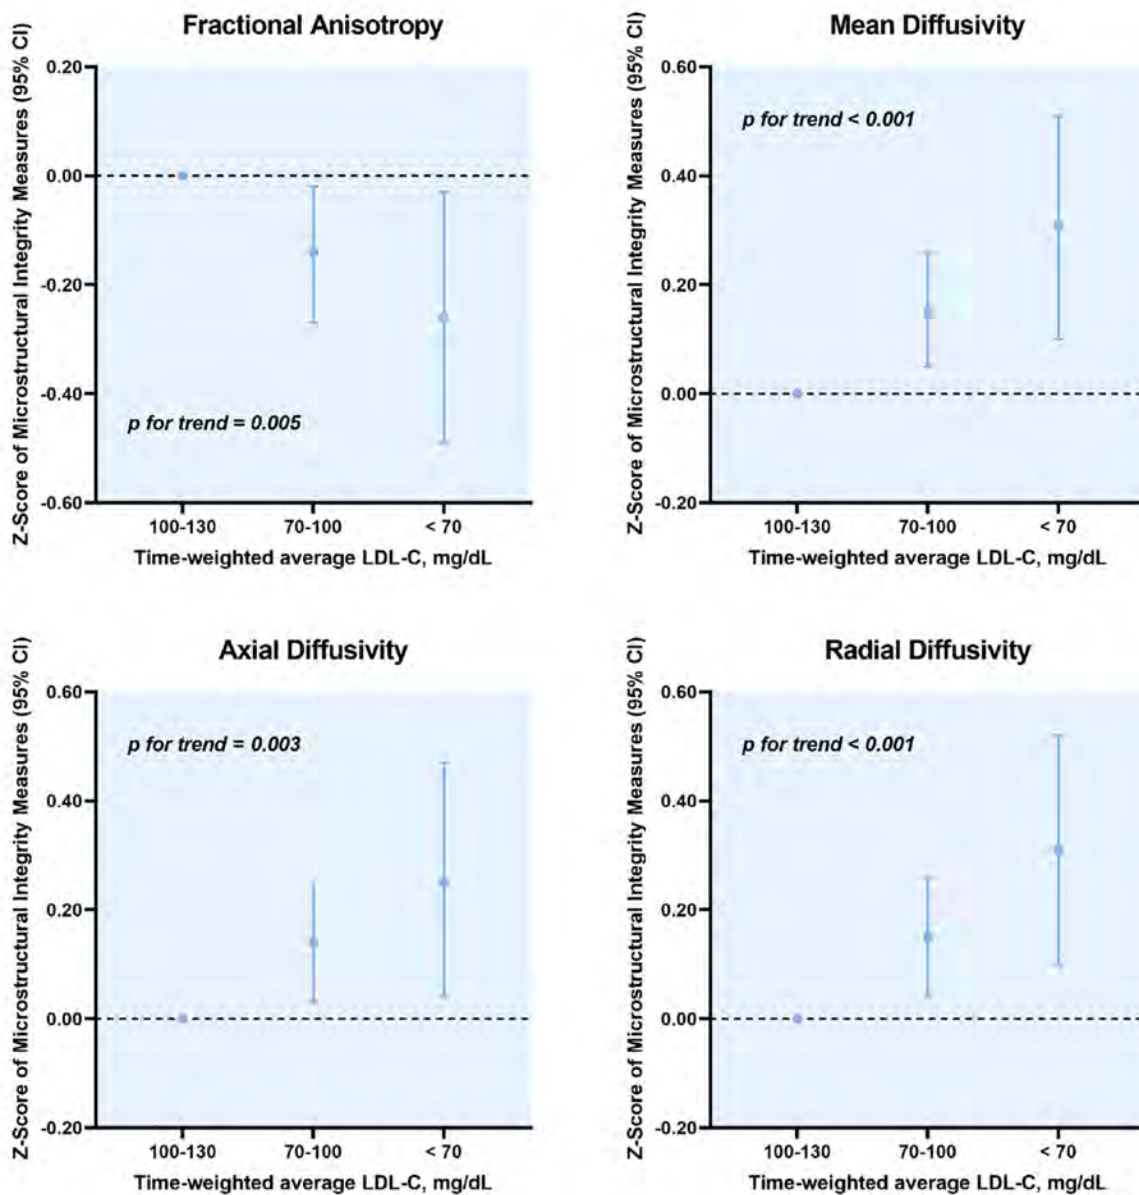 Fractional Anisotropy
Z-Score of Microstructural Integrity Measures (95% CI)
0.20
0.00
-0.20
-0.40
-0.60
p for trend = 0.005
100-130 70-100 < 70
Time-weighted average LDL-C, mg/dL
Mean Diffusivity
Z-Score of Microstructural Integrity Measures (95% CI)
0.60
0.40
0.20
0.00
-0.20
p for trend < 0.001
100-130 70-100 < 70
Time-weighted average LDL-C, mg/dL
Axial Diffusivity
Z-Score of Microstructural Integrity Measures (95% CI)
0.60
0.40
0.20
0.00
-0.20
p for trend = 0.003
100-130 70-100 < 70
Time-weighted average LDL-C, mg/dL
Radial Diffusivity
Z-Score of Microstructural Integrity Measures (95% CI)
0.60
0.40
0.20
0.00
-0.20
p for trend < 0.001
100-130 70-100 < 70
Time-weighted average LDL-C, mg/dL